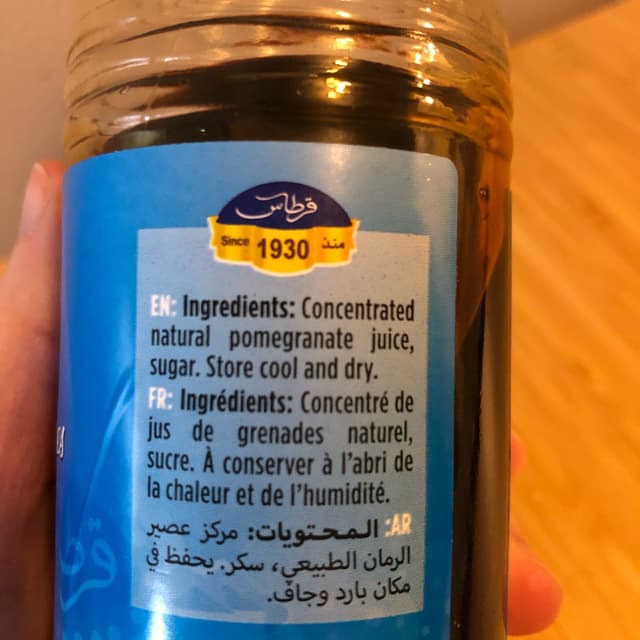 قرطاس
Since 1930 منذ
EN: Ingredients: Concentrated
natural pomegranate juice,
sugar. Store cool and dry.
FR: Ingrédients: Concentré de
jus de grenades naturel,
sucre. À conserver à l'abri de
la chaleur et de l'humidité.
AR: المحتويات: مركز عصير
الرمان الطبيعي، سكر. يحفظ في
مكان بارد وجاف.